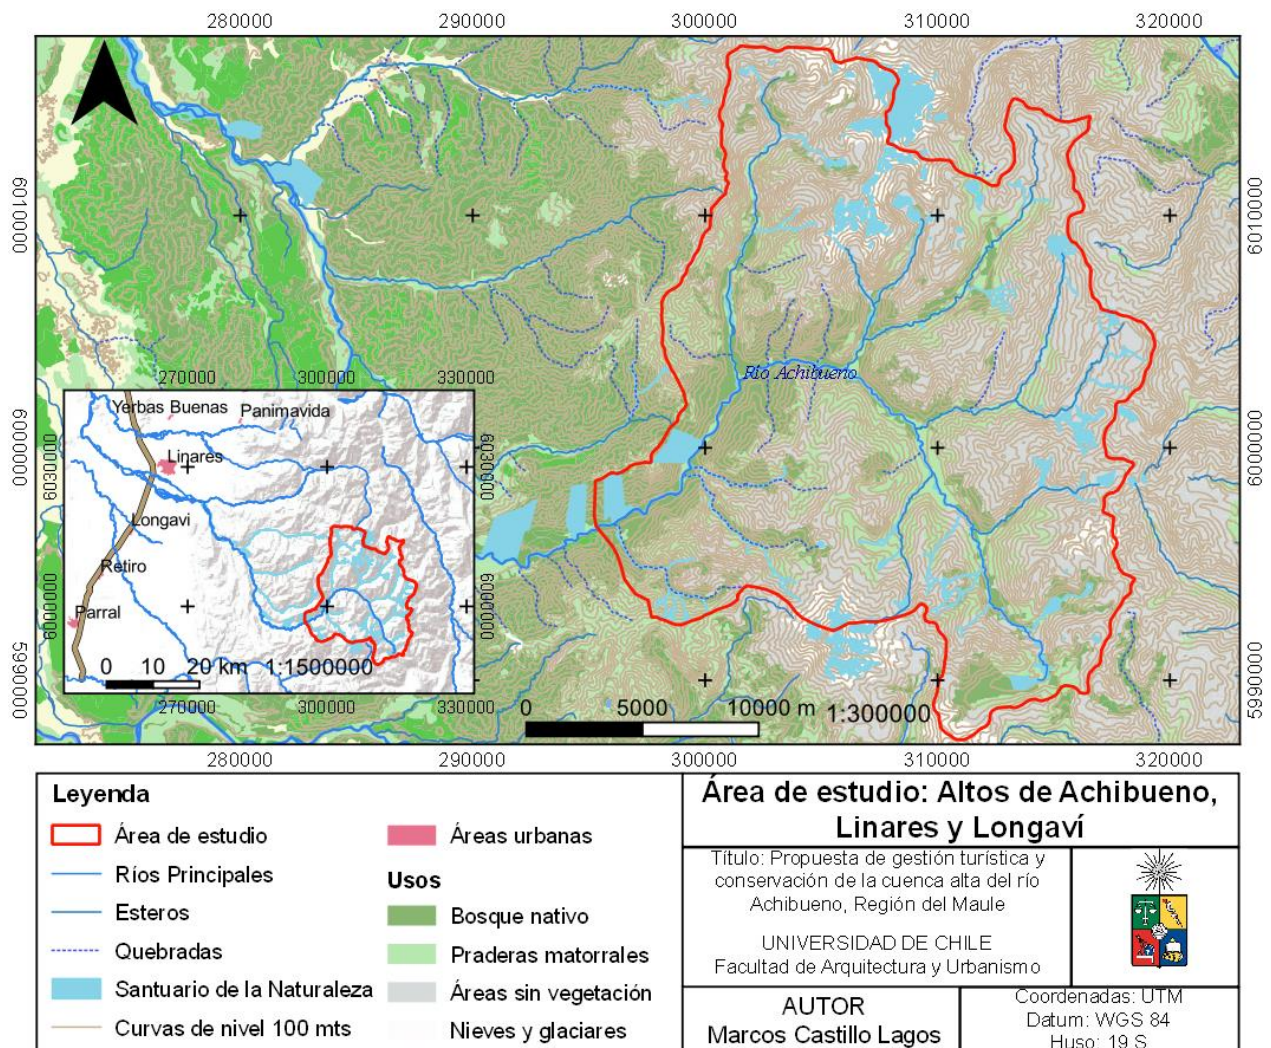 280000 290000 300000 310000 320000
6010000 6010000
Río Achibueno
6000000 6000000
5990000 5990000
270000 300000 330000
Yerbas Buenas Panimavida
Linares
6030000 6030000
Longavi
Retiro
Parral
6000000 6000000
0 10 20 km 1:1500000
270000 300000 330000
0 5000 10000 m 1:300000
280000 290000 300000 310000 320000
Leyenda
Área de estudio
Ríos Principales
Esteros
Quebradas
Santuario de la Naturaleza
Curvas de nivel 100 mts
Áreas urbanas
Usos
Bosque nativo
Praderas matorrales
Áreas sin vegetación
Nieves y glaciares
Área de estudio: Altos de Achibueno,
Linares y Longaví
Título: Propuesta de gestión turística y
conservación de la cuenca alta del río
Achibueno, Región del Maule
UNIVERSIDAD DE CHILE
Facultad de Arquitectura y Urbanismo
AUTOR
Marcos Castillo Lagos
Coordenadas: UTM
Datum: WGS 84
Huso: 19 S